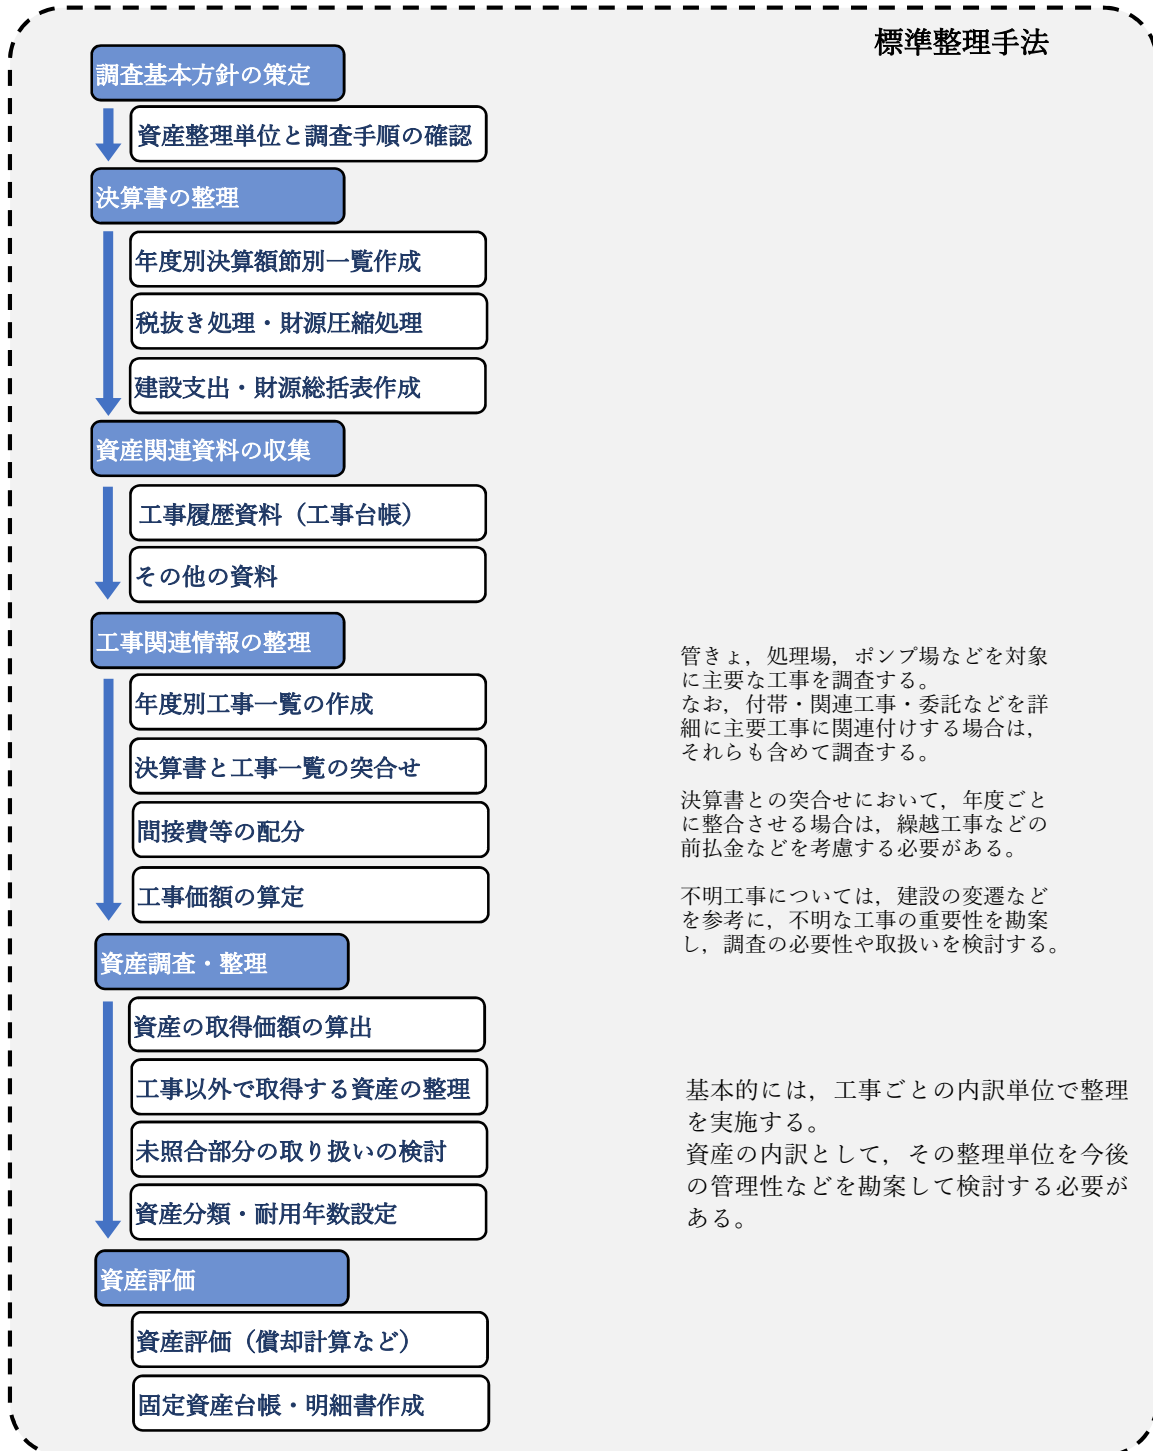 標準整理手法
調査基本方針の策定
資産整理単位と調査手順の確認
決算書の整理
年度別決算額節別一覧作成
税抜き処理・財源圧縮処理
建設支出・財源総括表作成
資産関連資料の収集
工事履歴資料（工事台帳）
その他の資料
工事関連情報の整理
年度別工事一覧の作成
決算書と工事一覧の突合せ
間接費等の配分
工事価額の算定
管きょ，処理場，ポンプ場などを対象
に主要な工事を調査する。
なお，付帯・関連工事・委託などを詳
細に主要工事に関連付けする場合は，
それらも含めて調査する。
決算書との突合せにおいて，年度ごと
に整合させる場合は，繰越工事などの
前払金などを考慮する必要がある。
不明工事については，建設の変遷など
を参考に，不明な工事の重要性を勘案
し，調査の必要性や取扱いを検討する。
資産調査・整理
資産の取得価額の算出
工事以外で取得する資産の整理
未照合部分の取り扱いの検討
資産分類・耐用年数設定
基本的には，工事ごとの内訳単位で整理
を実施する。
資産の内訳として，その整理単位を今後
の管理性などを勘案して検討する必要が
ある。
資産評価
資産評価（償却計算など）
固定資産台帳・明細書作成